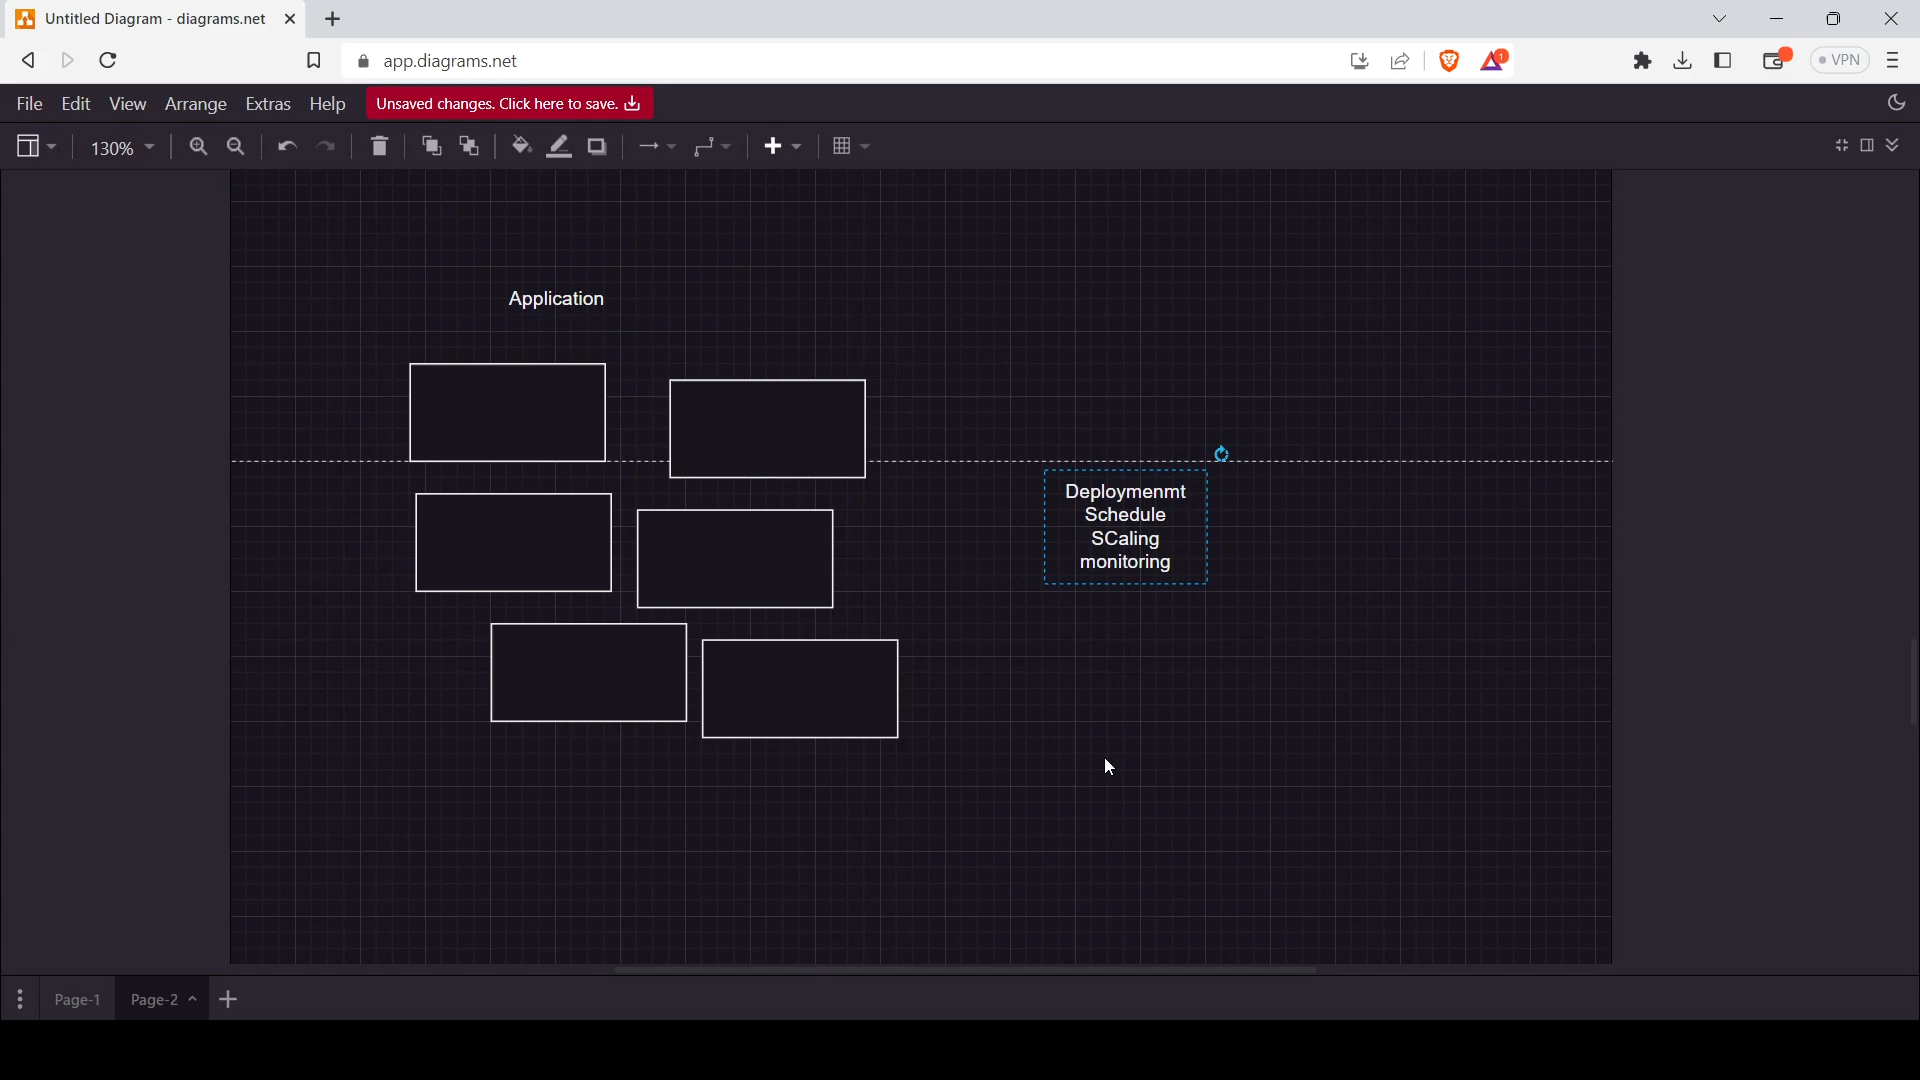 Untitled Diagram - diagrams.net
app.diagrams.net
1
VPN
File Edit View Arrange Extras Help Unsaved changes. Click here to save.
130%
Application
Deploymenmt
Schedule
SCaling
monitoring
Page-1 Page-2